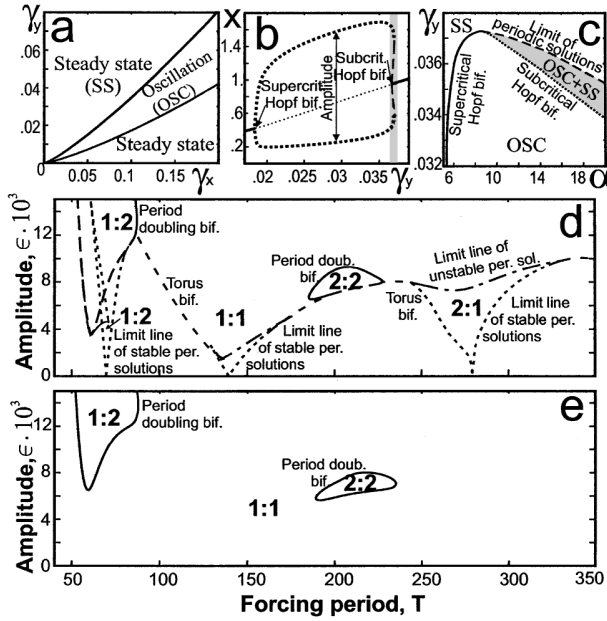 a
γy
.08
.06
.04
.02
0
Steady state
(SS)
Oscillation
(OSC)
Steady state
0.05
0.1
0.15
γx
b
X
1.6
1.
.6
.2
Supercrit.
Hopf bif.
Amplitude
Subcrit.
Hopf bif.
.02
.03
γy
c
γy
SS
Limit of
periodic solutions
OSC+SS
Subcritical
Hopf bif.
Supercritical
Hopf bif.
OSC
.036
.032
6
10
14
18
α
d
Amplitude, ϵ · 10³
12
8
4
0
1:2
Period
doubling bif.
1:2
Limit line
of stable per.
solutions
Torus
bif.
1:1
Limit line
of stable per.
solutions
Period doub.
bif.
2:2
Torus
bif.
Limit line of
unstable per. sol.
2:1
Limit line
of stable per.
solutions
e
Amplitude, ϵ · 10³
12
8
4
0
1:2
Period
doubling bif.
1:1
Period doub.
bif.
2:2
50
100
150
200
250
300
350
Forcing period, T